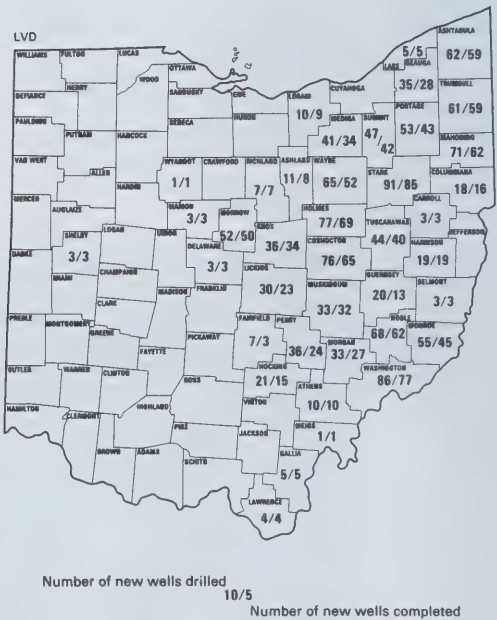 LVD
ASHTABULA
62/59
WILLIAMS
FULTON
LUCAS
5/5
LAKE
GEAUGA
35/28
OTTAWA
WOOD
HENRY
CUYAHOGA
TRUMBULL
61/59
DEFIANCE
SANDUSKY
ERIE
LORAIN
10/9
MEDINA
41/34
SUMMIT
47/
42
PORTAGE
53/43
PAULDING
SENECA
HURON
MAHONING
71/62
PUTNAM
HANCOCK
VAN WERT
ALLEN
WYANDOT
1/1
CRAWFORD
RICHLAND
7/7
ASHLAND
11/8
WAYNE
65/52
STARK
91/85
COLUMBIANA
18/16
HARDIN
MERCER
AUGLAIZE
MARION
3/3
MORROW
52/50
HOLMES
77/69
CARROLL
3/3
TUSCARAWAS
44/40
JEFFERSON
SHELBY
3/3
LOGAN
UNION
KNOX
36/34
COSHOCTON
76/65
HARRISON
19/19
DELAWARE
3/3
DARKE
LICKING
30/23
GUERNSEY
20/13
MIAMI
CHAMPAIGN
MUSKINGUM
33/32
BELMONT
3/3
MADISON
FRANKLIN
CLARK
NOBLE
68/62
MONROE
55/45
PREBLE
MONTGOMERY
GREENE
FAIRFIELD
7/3
PERRY
36/24
MORGAN
33/27
PICKAWAY
FAYETTE
WASHINGTON
86/77
HOCKING
21/15
BUTLER
WARREN
CLINTON
ROSS
ATHENS
10/10
VINTON
HAMILTON
CLERMONT
HIGHLAND
MEIGS
1/1
PIKE
JACKSON
BROWN
ADAMS
SCIOTO
GALLIA
5/5
LAWRENCE
4/4
Number of new wells drilled
10/5
Number of new wells completed